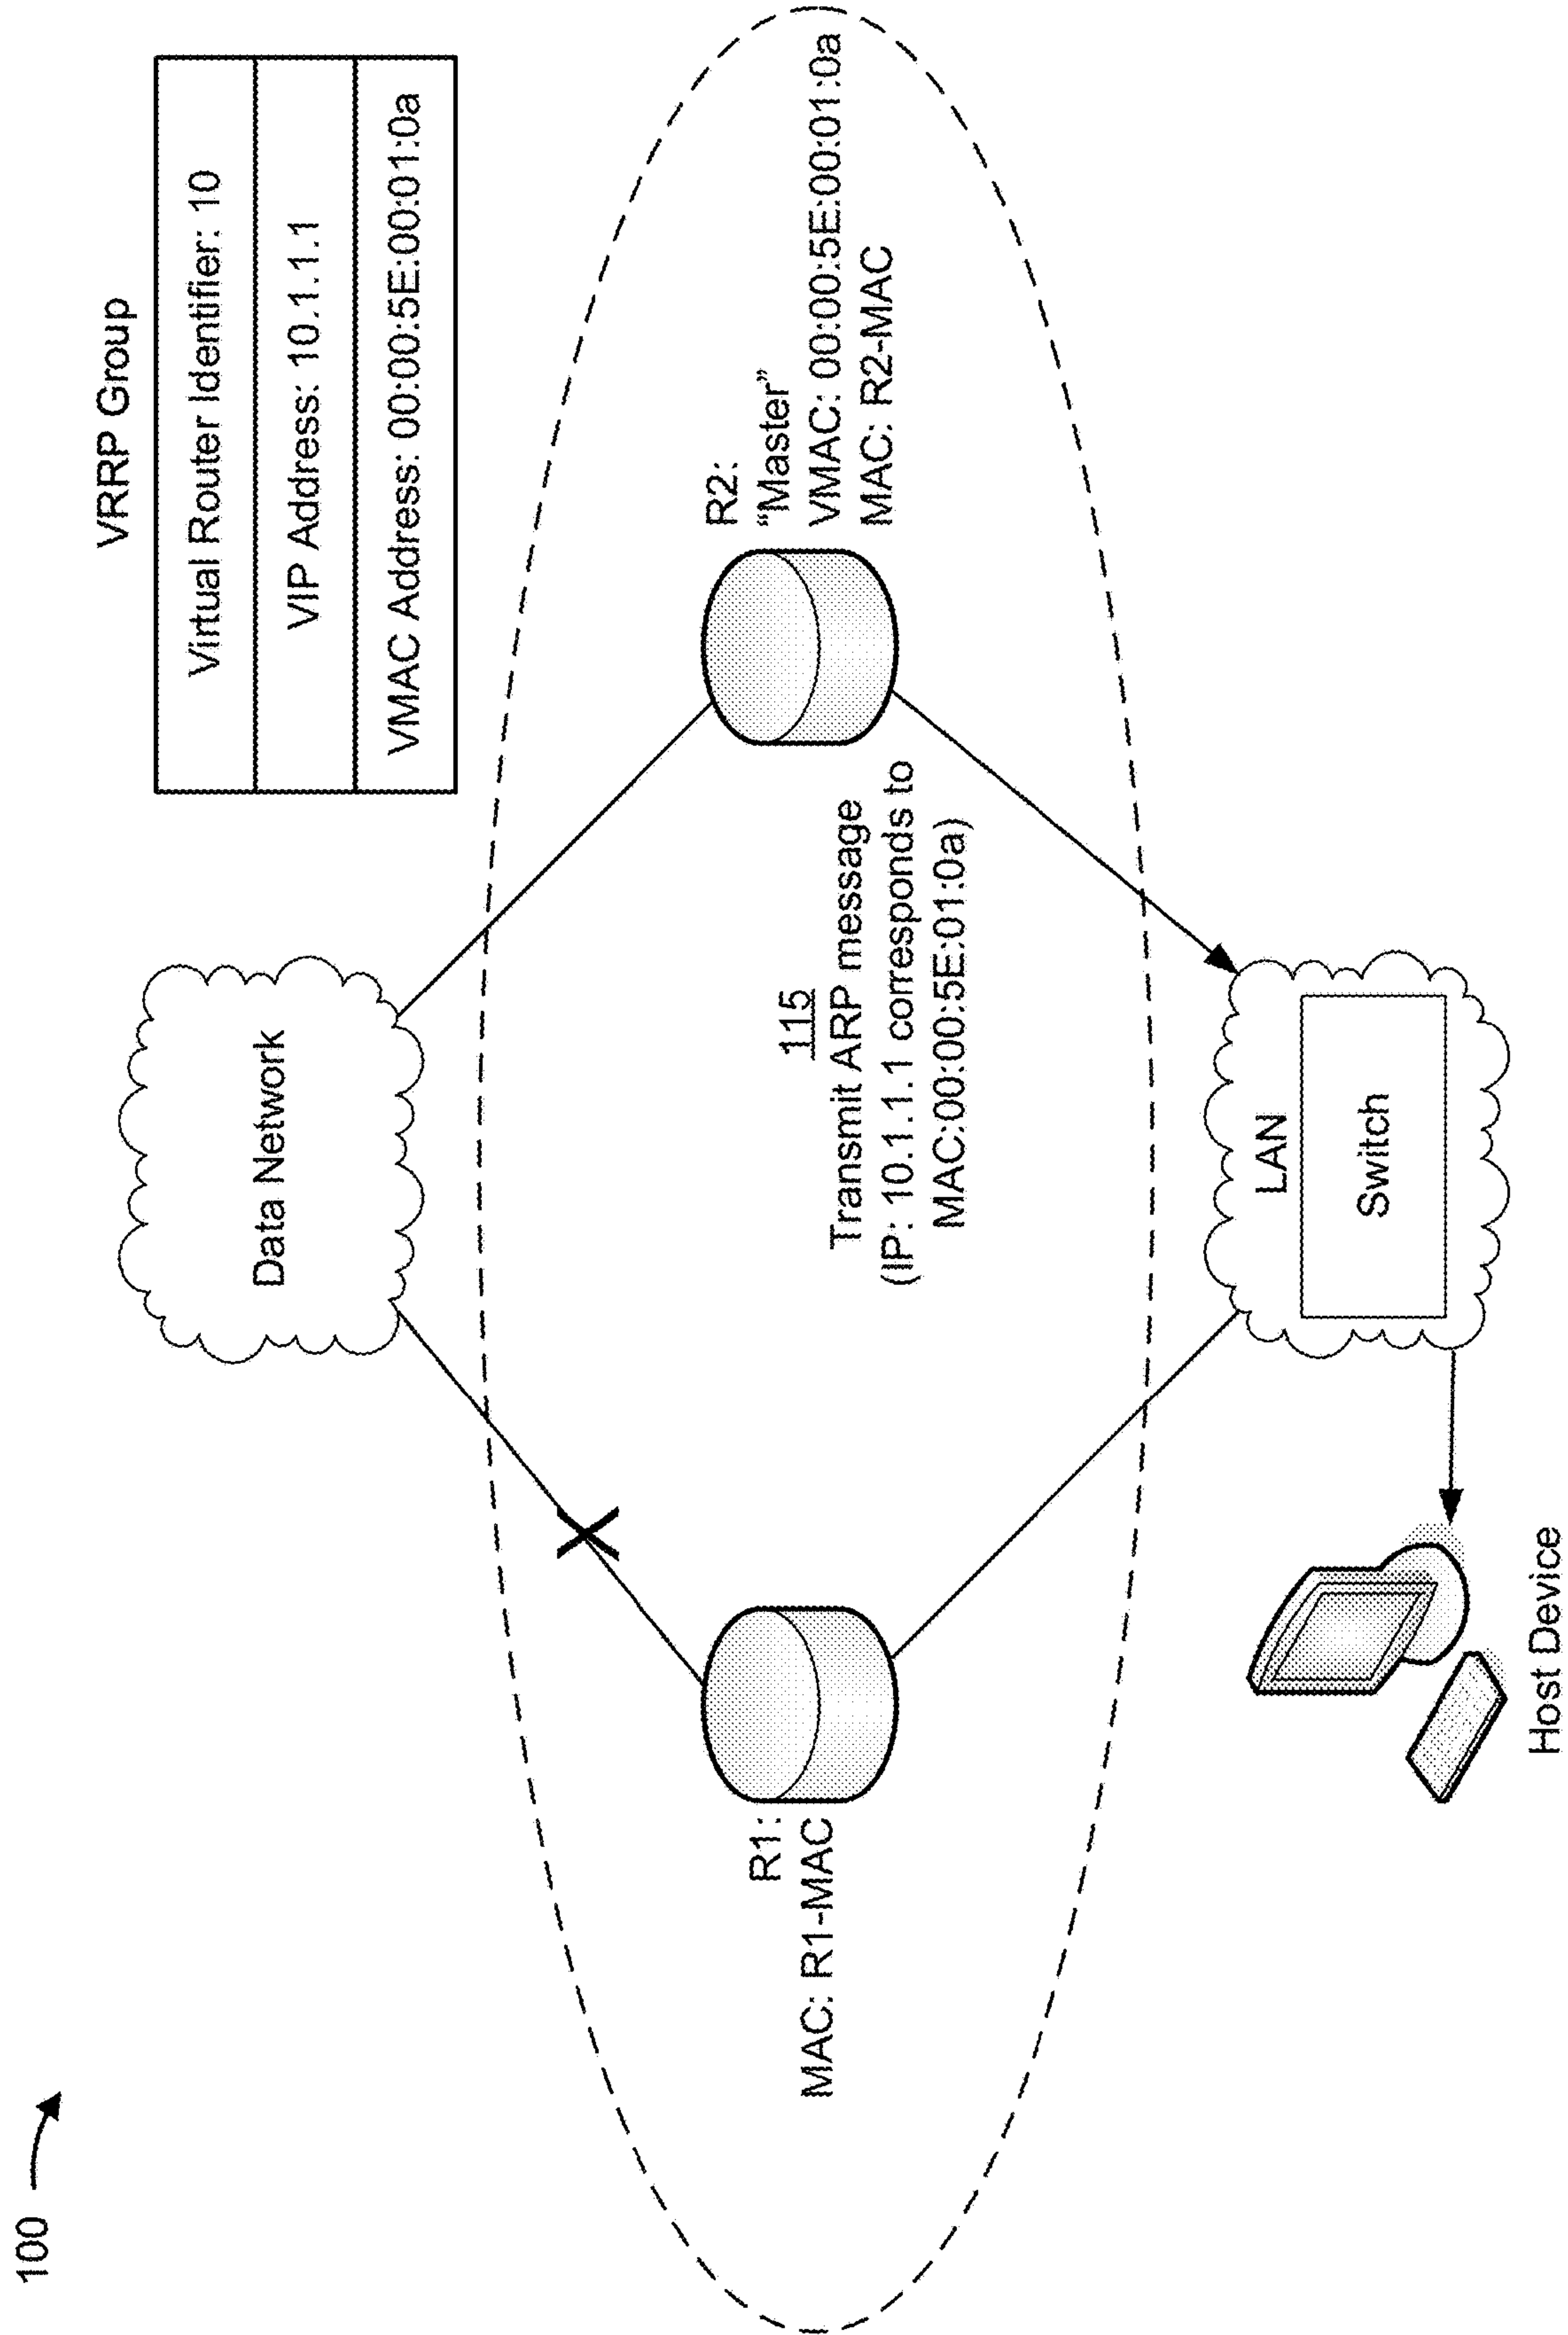 100
VRRP Group
Virtual Router Identifier: 10
VIP Address: 10.1.1.1
VMAC Address: 00:00:5E:00:01:0a
Data Network
R1:
MAC: R1-MAC
R2:
“Master”
VMAC: 00:00:5E:00:01:0a
MAC: R2-MAC
115
Transmit ARP message
(IP: 10.1.1.1 corresponds to
MAC:00:00:5E:01:0a)
LAN
Switch
Host Device